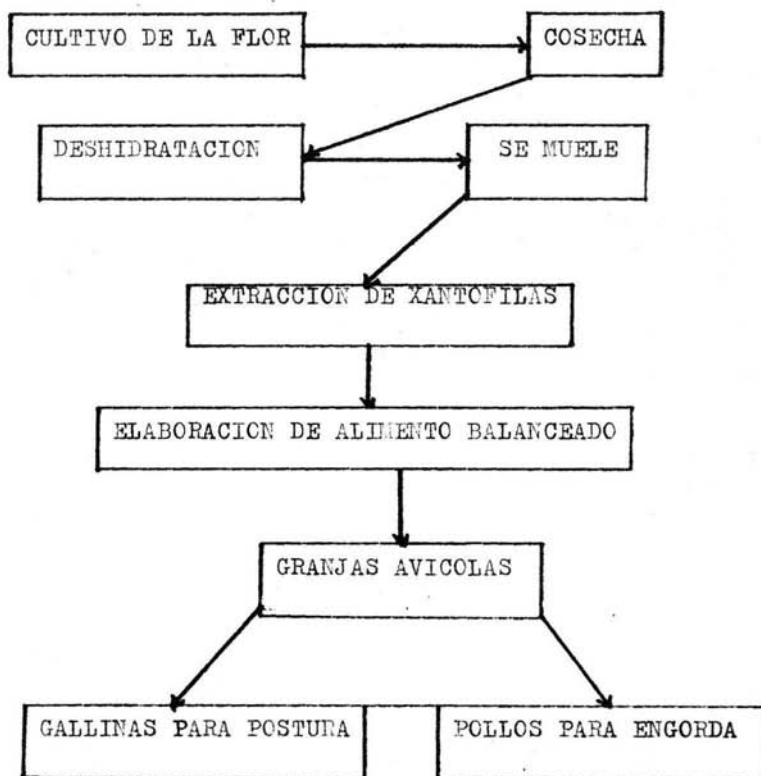 CULTIVO DE LA FLOR
COSECHA
DESHIDRATACION
SE MUELE
EXTRACCION DE XANTOFILAS
ELABORACION DE ALIMENTO BALANCEADO
GRANJAS AVICOLAS
GALLINAS PARA POSTURA
POLLOS PARA ENGORDA